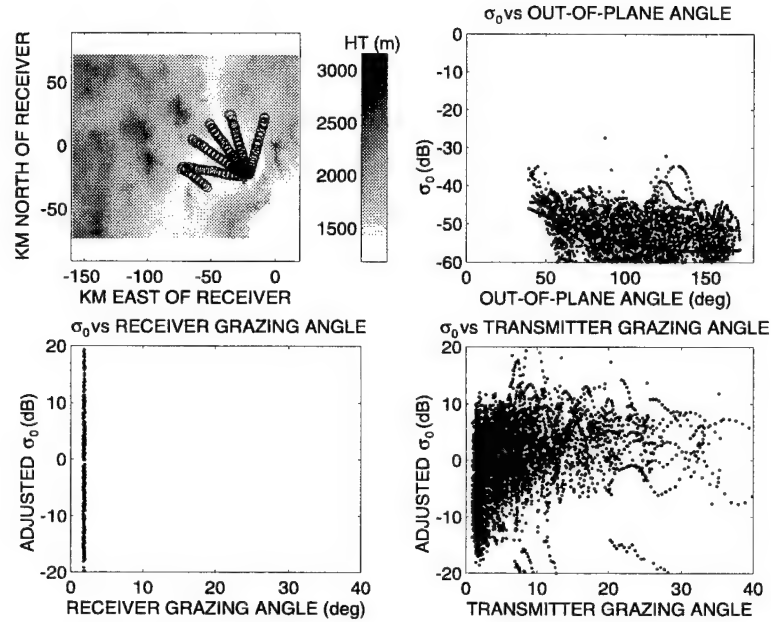 HT (m)
50
0
-50
KM NORTH OF RECEIVER
-150 -100 -50 0
KM EAST OF RECEIVER
3000
2500
2000
1500
σ0 vs OUT-OF-PLANE ANGLE
0
-10
-20
-30
-40
-50
-60
σ0 (dB)
0 50 100 150
OUT-OF-PLANE ANGLE (deg)
σ0 vs RECEIVER GRAZING ANGLE
20
10
0
-10
-20
ADJUSTED σ0 (dB)
0 10 20 30 40
RECEIVER GRAZING ANGLE (deg)
σ0 vs TRANSMITTER GRAZING ANGLE
20
10
0
-10
-20
ADJUSTED σ0 (dB)
0 10 20 30 40
TRANSMITTER GRAZING ANGLE